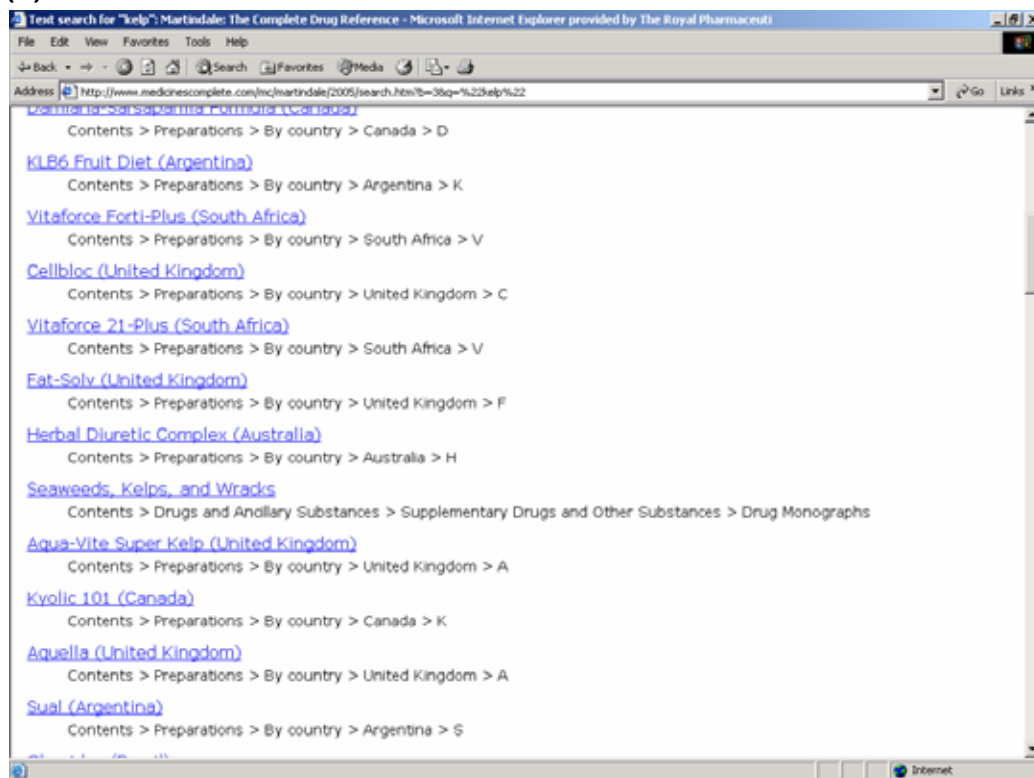 Text search for "kelp": Martindale: The Complete Drug Reference - Microsoft Internet Explorer provided by The Royal Pharmaceuti
File Edit View Favorites Tools Help
Back Search Favorites Media
Address http://www.medicinescomplete.com/mc/martindale/2005/search.htm?t=3&q=%22kelp%22 Go Links
Damiana-Sarsaparilla Formula (Canada)
Contents > Preparations > By country > Canada > D
KLB6 Fruit Diet (Argentina)
Contents > Preparations > By country > Argentina > K
Vitaforce Forti-Plus (South Africa)
Contents > Preparations > By country > South Africa > V
Cellbloc (United Kingdom)
Contents > Preparations > By country > United Kingdom > C
Vitaforce 21-Plus (South Africa)
Contents > Preparations > By country > South Africa > V
Fat-Solv (United Kingdom)
Contents > Preparations > By country > United Kingdom > F
Herbal Diuretic Complex (Australia)
Contents > Preparations > By country > Australia > H
Seaweeds, Kelps, and Wracks
Contents > Drugs and Ancillary Substances > Supplementary Drugs and Other Substances > Drug Monographs
Aqua-Vite Super Kelp (United Kingdom)
Contents > Preparations > By country > United Kingdom > A
Kyolic 101 (Canada)
Contents > Preparations > By country > Canada > K
Aquella (United Kingdom)
Contents > Preparations > By country > United Kingdom > A
Sual (Argentina)
Contents > Preparations > By country > Argentina > S
Internet